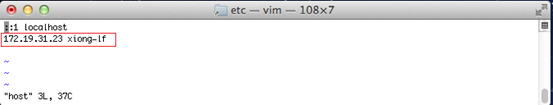 etc — vim — 108×7
::1 localhost
172.19.31.23 xiong-lf
~
~
~
"host" 3L, 37C